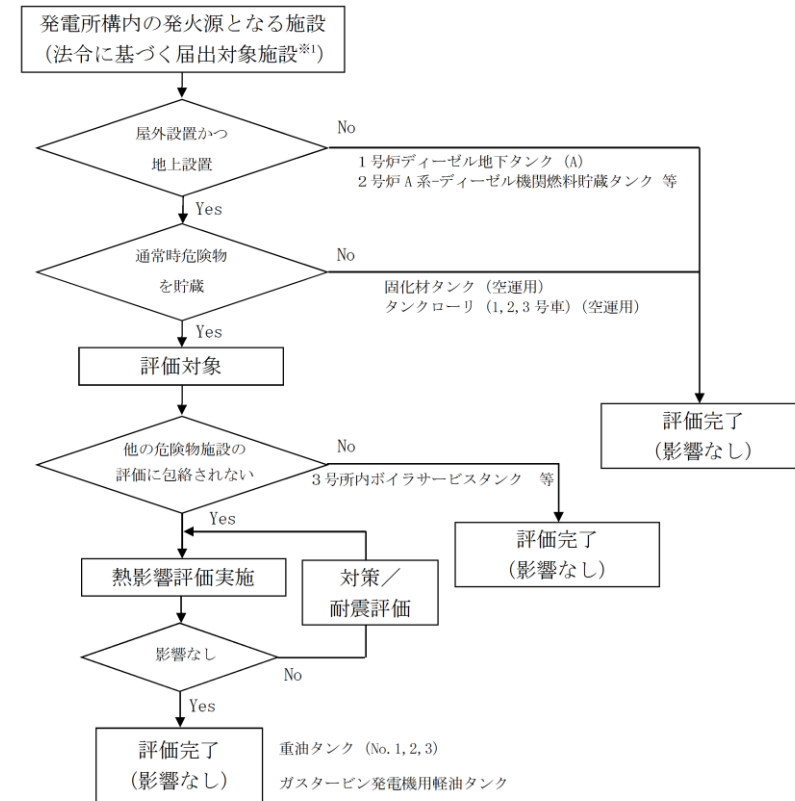 発電所構内の発火源となる施設
(法令に基づく届出対象施設※1)
屋外設置かつ
地上設置
No
1号炉ディーゼル地下タンク (A)
2号炉A系-ディーゼル機関燃料貯蔵タンク 等
Yes
通常時危険物
を貯蔵
No
固化材タンク (空運用)
タンクローリ (1,2,3号車) (空運用)
Yes
評価対象
評価完了
(影響なし)
他の危険物施設の
評価に包絡されない
No
3号所内ボイラサービスタンク 等
Yes
評価完了
(影響なし)
熱影響評価実施
対策/
耐震評価
影響なし
No
Yes
評価完了
(影響なし)
重油タンク (No.1,2,3)
ガスタービン発電機用軽油タンク